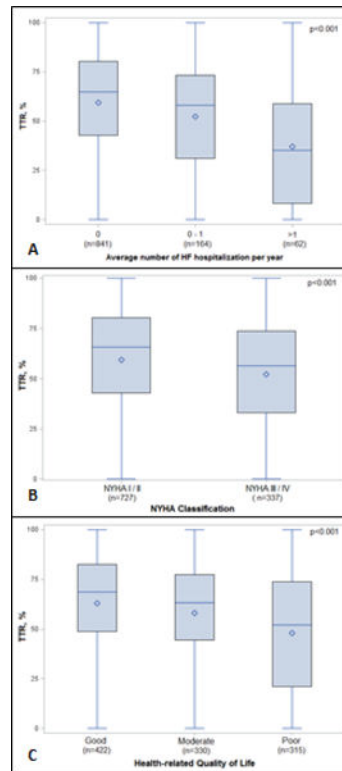 100
p<0.001
75
TTR, %
50
25
0
0
0 - 1
>1
(n=841)
(n=164)
(n=62)
A
Average number of HF hospitalization per year
100
p<0.001
75
TTR, %
50
25
0
NYHA I / II
NYHA III / IV
(n=727)
( n=337)
B
NYHA Classification
100
p<0.001
75
TTR, %
50
25
0
Good
Moderate
Poor
(n=422)
(n=330)
(n=315)
C
Health-related Quality of Life